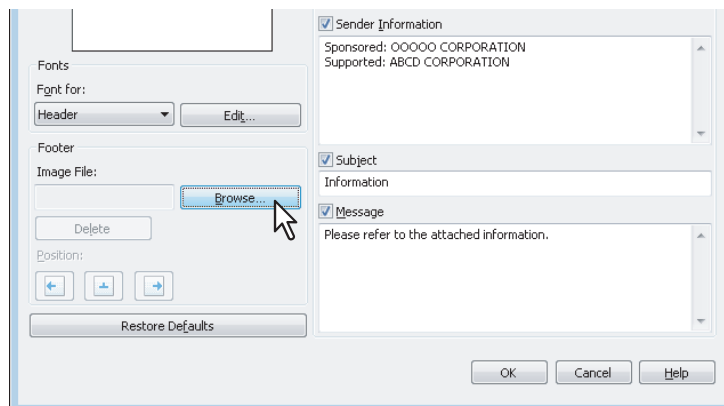 Fonts
Font for:
Header
Edit...
Footer
Image File:
Browse...
Delete
Position:
Restore Defaults
Sender Information
Sponsored: OOOOO CORPORATION
Supported: ABCD CORPORATION
Subject
Information
Message
Please refer to the attached information.
OK
Cancel
Help